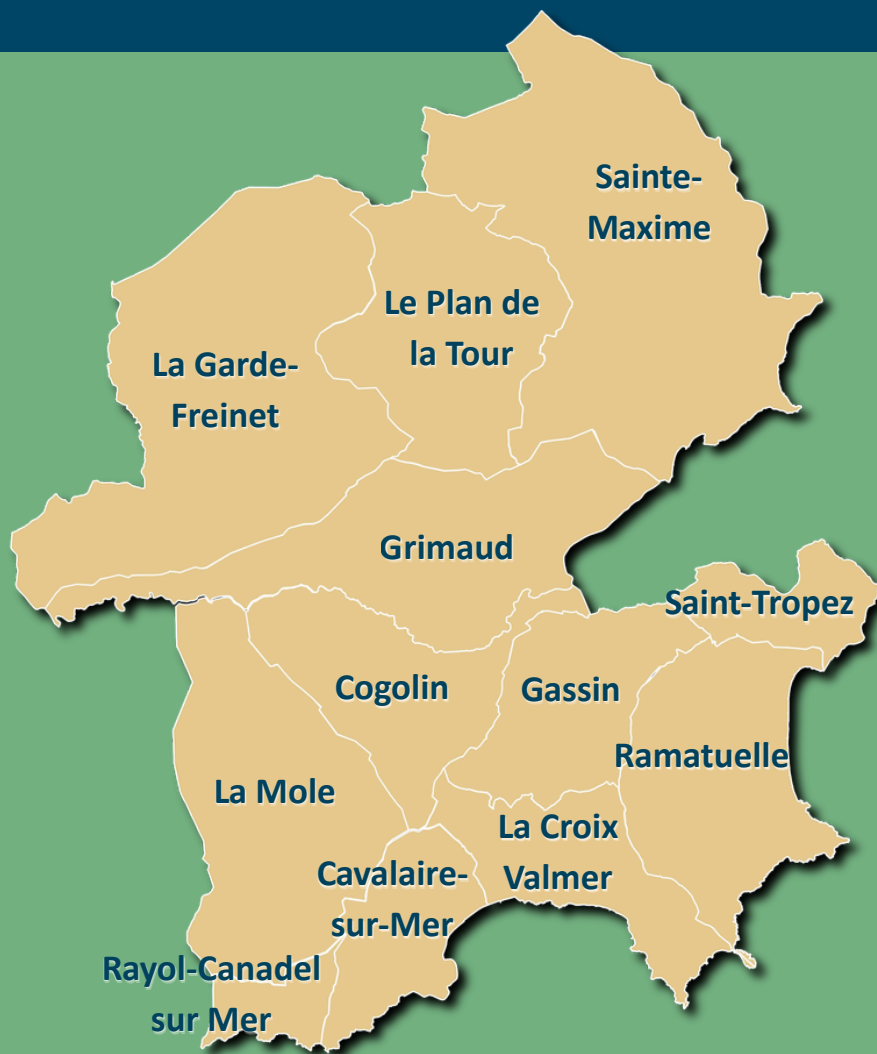 Sainte-
Maxime
Le Plan de
la Tour
La Garde-
Freinet
Grimaud
Saint-Tropez
Cogolin
Gassin
Ramatuelle
La Mole
La Croix
Valmer
Cavalaire-
sur-Mer
Rayol-Canadel
sur Mer